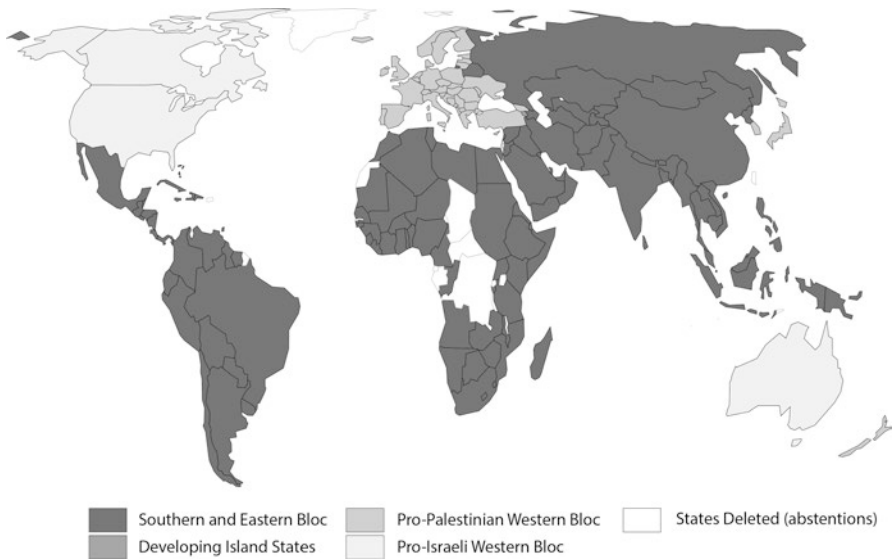 Southern and Eastern Bloc
Pro-Palestinian Western Bloc
States Deleted (abstentions)
Developing Island States
Pro-Israeli Western Bloc